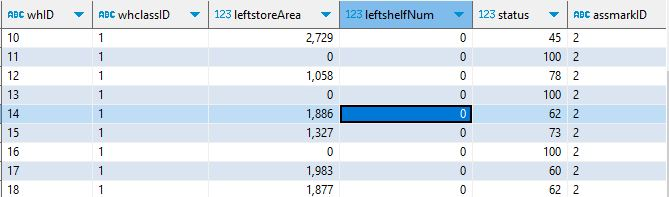 ABC whID ABC whclassID 123 leftstoreArea 123 leftshelfNum 123 status ABC assmarkID
10 1 2,729 0 45 2
11 1 0 0 100 2
12 1 1,058 0 78 2
13 1 0 0 100 2
14 1 1,886 0 62 2
15 1 1,327 0 73 2
16 1 0 0 100 2
17 1 1,983 0 60 2
18 1 1,877 0 62 2